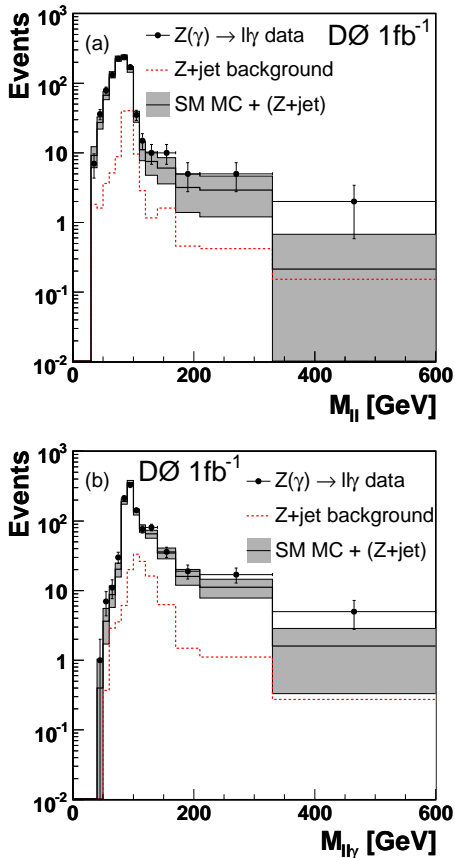 (a)
DØ 1fb⁻¹
Z(γ) → llγ data
Z+jet background
SM MC + (Z+jet)
Events
10³
10²
10
1
10⁻¹
10⁻²
0 200 400 600
M_ll [GeV]
(b)
DØ 1fb⁻¹
Z(γ) → llγ data
Z+jet background
SM MC + (Z+jet)
Events
10³
10²
10
1
10⁻¹
10⁻²
0 200 400 600
M_llγ [GeV]